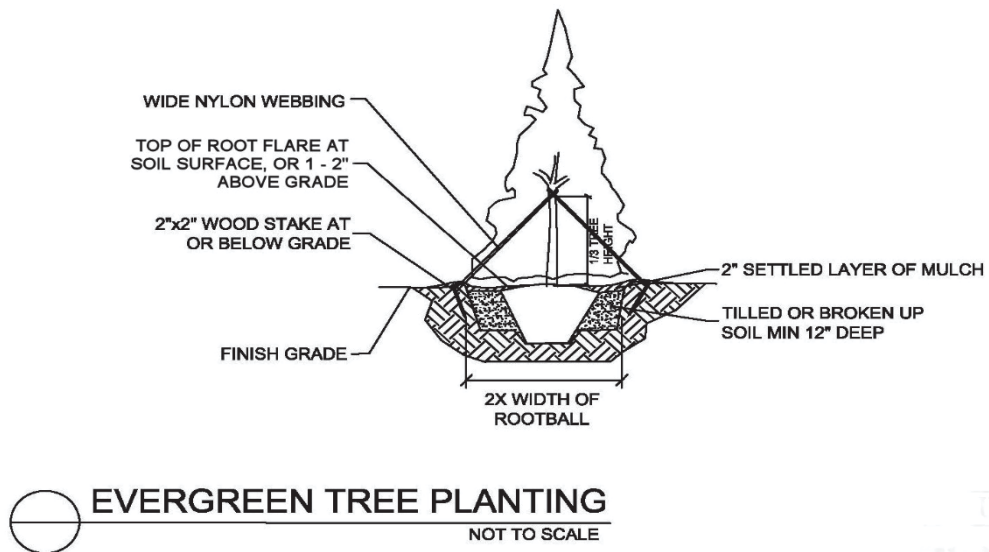 WIDE NYLON WEBBING
TOP OF ROOT FLARE AT
SOIL SURFACE, OR 1 - 2"
ABOVE GRADE
2"x2" WOOD STAKE AT
OR BELOW GRADE
FINISH GRADE
1/3 TREE
HEIGHT
2" SETTLED LAYER OF MULCH
TILLED OR BROKEN UP
SOIL MIN 12" DEEP
2X WIDTH OF
ROOTBALL
EVERGREEN TREE PLANTING
NOT TO SCALE